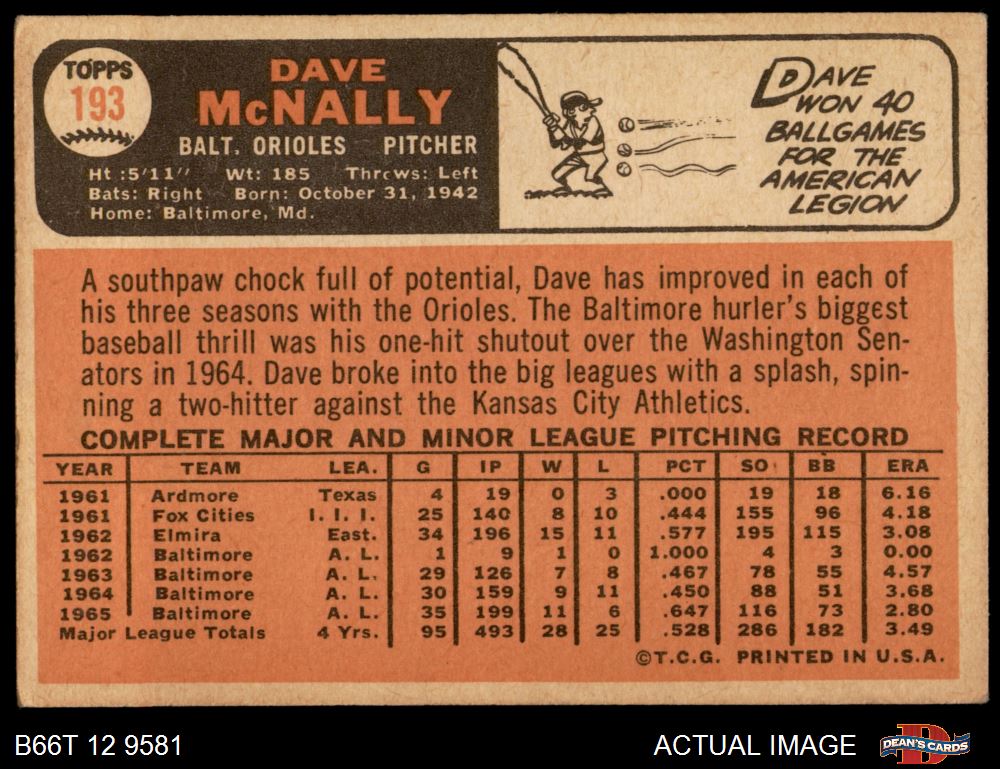 TOPPS
193
DAVE
McNALLY
BALT. ORIOLES PITCHER
Ht :5'11" Wt: 185 Throws: Left
Bats: Right Born: October 31, 1942
Home: Baltimore, Md.
DAVE
WON 40
BALLGAMES
FOR THE
AMERICAN
LEGION
A southpaw chock full of potential, Dave has improved in each of
his three seasons with the Orioles. The Baltimore hurler's biggest
baseball thrill was his one-hit shutout over the Washington Sen-
ators in 1964. Dave broke into the big leagues with a splash, spin-
ning a two-hitter against the Kansas City Athletics.
COMPLETE MAJOR AND MINOR LEAGUE PITCHING RECORD
YEAR TEAM LEA. G IP W L PCT SO BB ERA
1961 Ardmore Texas 4 19 0 3 .000 19 18 6.16
1961 Fox Cities I. I. I. 25 140 8 10 .444 155 96 4.18
1962 Elmira East. 34 196 15 11 .577 195 115 3.08
1962 Baltimore A. L. 1 9 1 0 1.000 4 3 0.00
1963 Baltimore A. L. 29 126 7 8 .467 78 55 4.57
1964 Baltimore A. L. 30 159 9 11 .450 88 51 3.68
1965 Baltimore A. L. 35 199 11 6 .647 116 73 2.80
Major League Totals 4 Yrs. 95 493 28 25 .528 286 182 3.49
©T.C.G. PRINTED IN U.S.A.
B66T 12 9581
ACTUAL IMAGE
DEAN'S CARDS